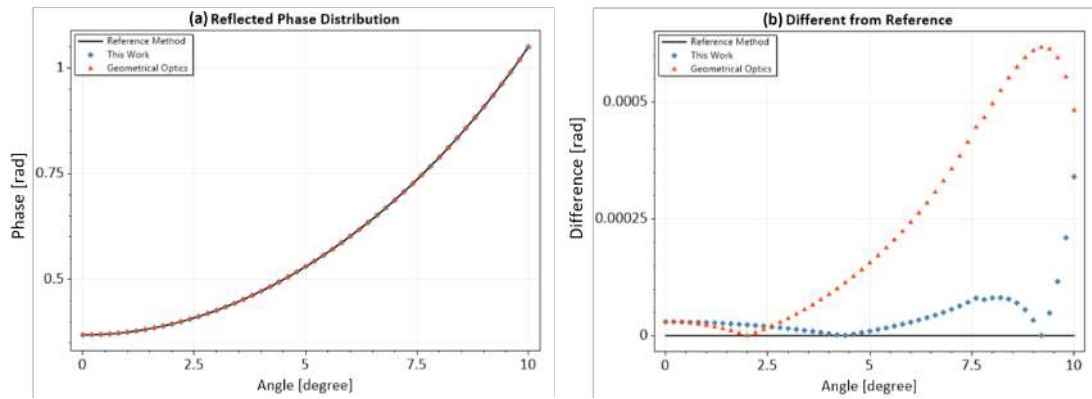 (a) Reflected Phase Distribution
Reference Method
This Work
Geometrical Optics
1
0.75
0.5
Phase [rad]
0
2.5
5
7.5
10
Angle [degree]
(b) Different from Reference
Reference Method
This Work
Geometrical Optics
0.0005
0.00025
0
Difference [rad]
0
2.5
5
7.5
10
Angle [degree]